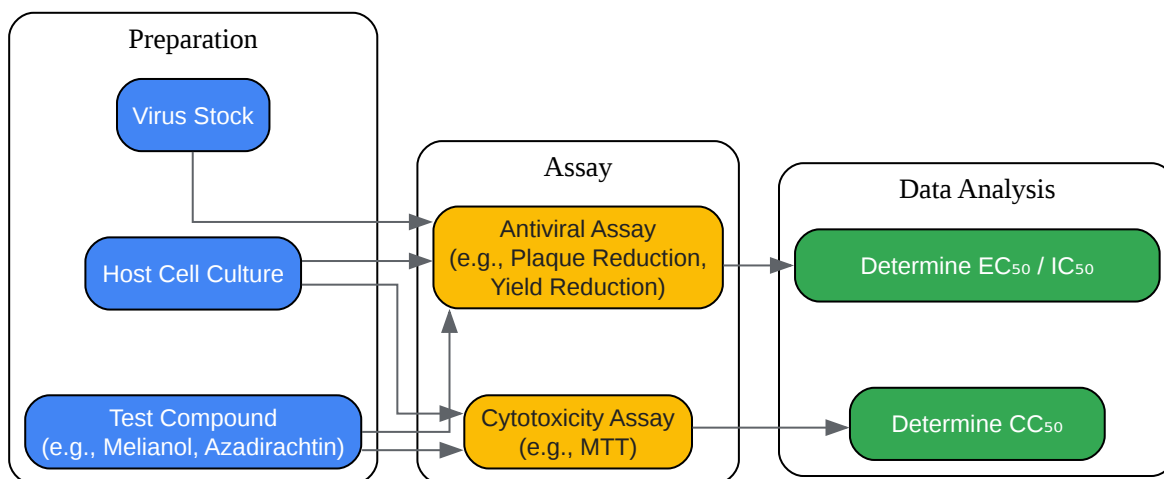 Preparation
Virus Stock
Host Cell Culture
Test Compound
(e.g., Melianol, Azadirachtin)
Assay
Antiviral Assay
(e.g., Plaque Reduction,
Yield Reduction)
Cytotoxicity Assay
(e.g., MTT)
Data Analysis
Determine EC₅₀ / IC₅₀
Determine CC₅₀